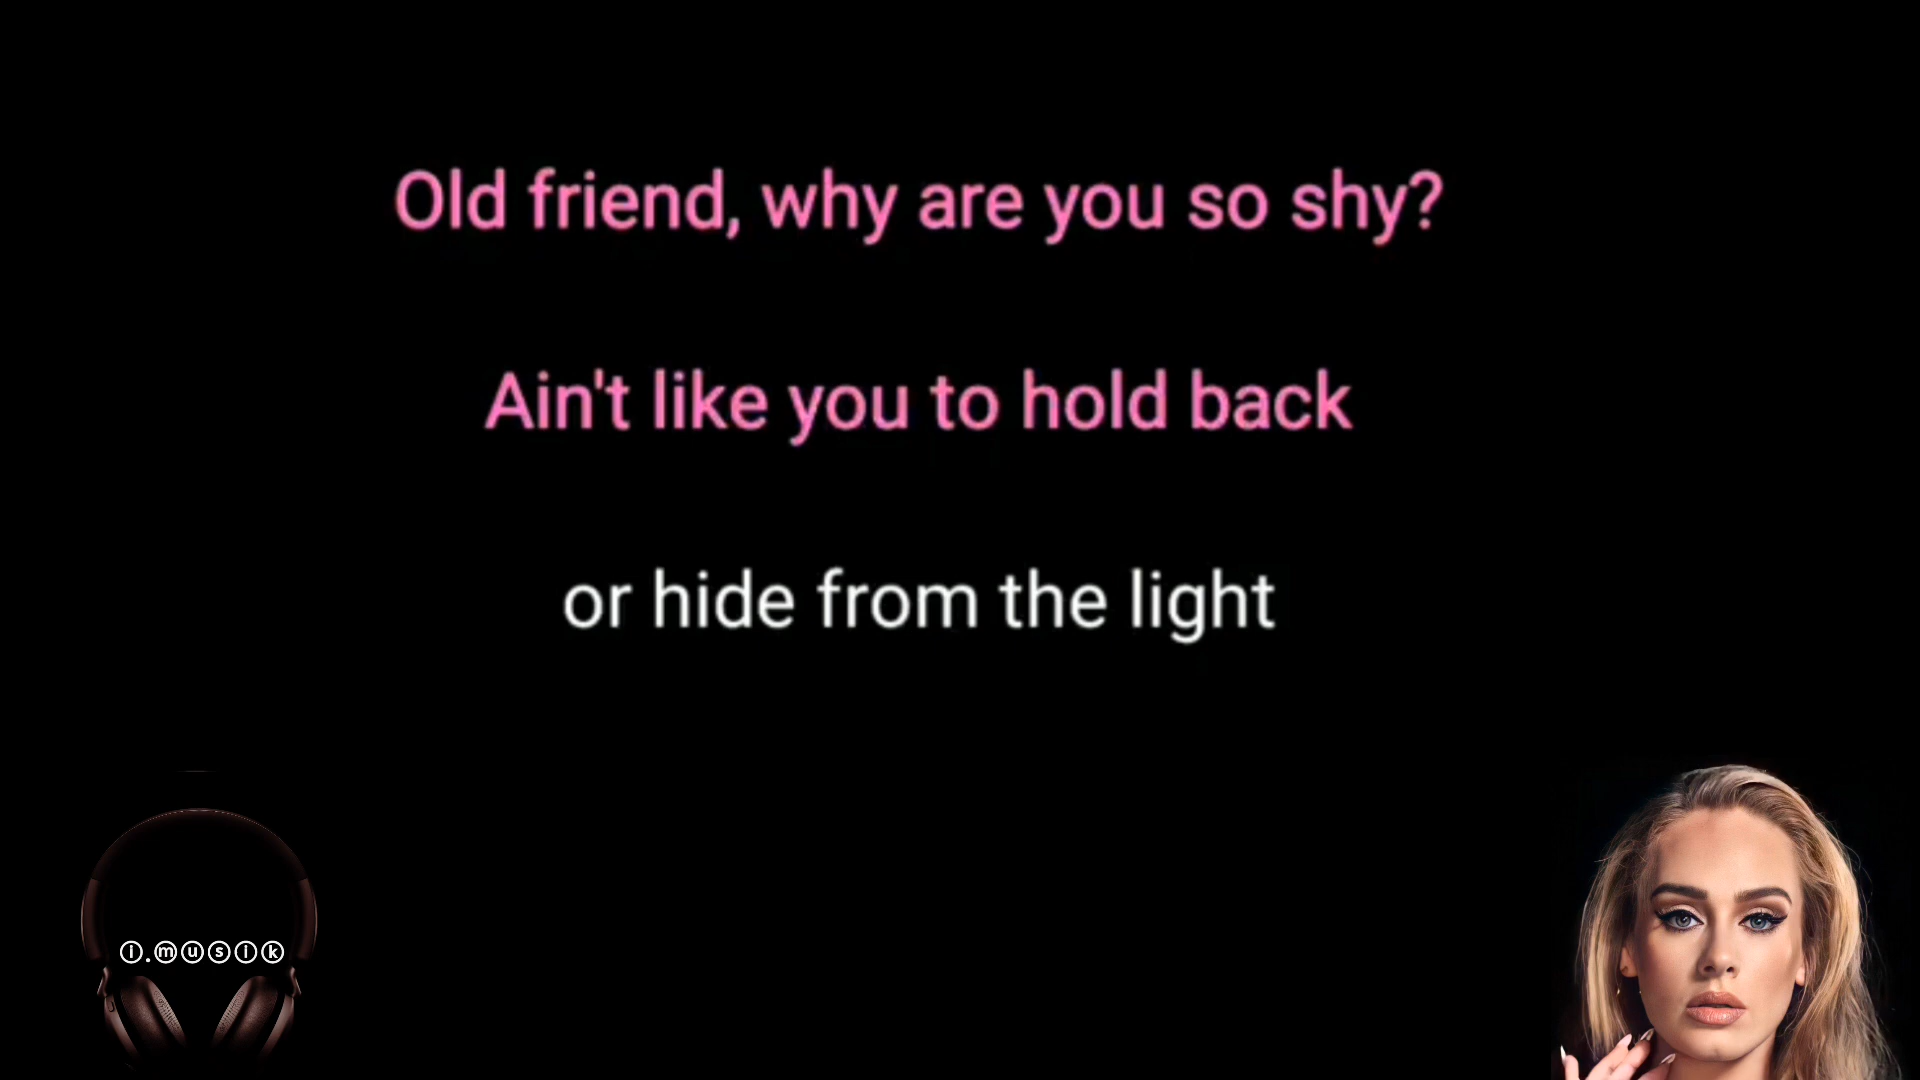 Old friend, why are you so shy?
Ain't like you to hold back
or hide from the light
i.musik